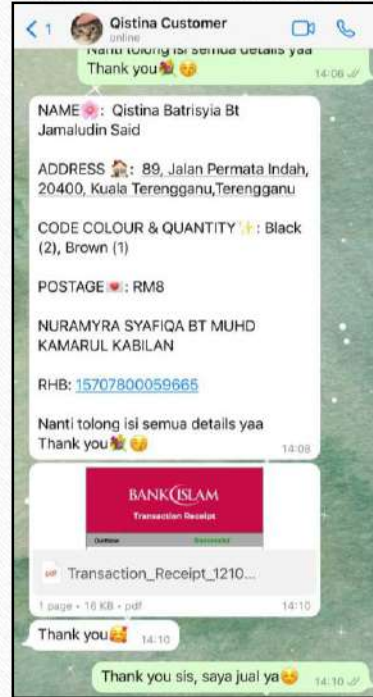 1
Qistina Customer
online
Nanti tolong isi semua details yaa
Thank you
14:06
NAME: Qistina Batrisyia Bt
Jamaludin Said
ADDRESS: 89, Jalan Permata Indah,
20400, Kuala Terengganu,Terengganu
CODE COLOUR & QUANTITY: Black
(2), Brown (1)
POSTAGE: RM8
NURAMYRA SYAFIQA BT MUHD
KAMARUL KABILAN
RHB: 15707800059665
Nanti tolong isi semua details yaa
Thank you
14:08
BANK ISLAM
Transaction Receipt
Successful
pdf
Transaction_Receipt_1210...
1 page • 16 KB • pdf
14:10
Thank you
14:10
Thank you sis, saya jual ya
14:10